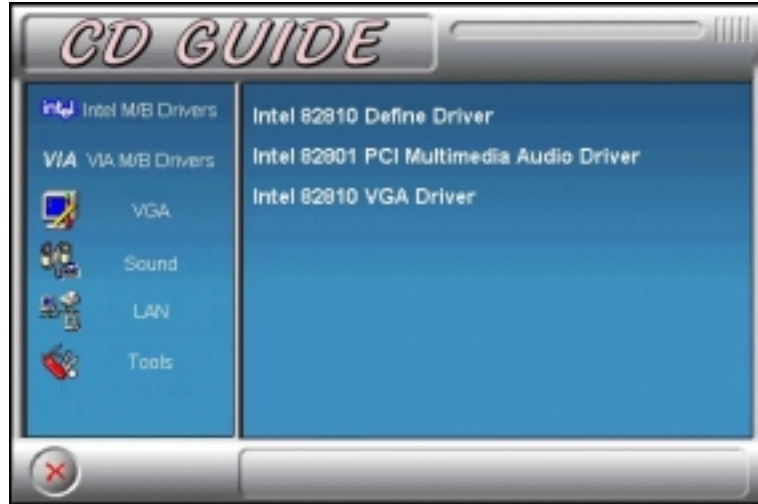 CD GUIDE
intel Intel M/B Drivers
VIA VIA M/B Drivers
VGA
Sound
LAN
Tools
Intel 82810 Define Driver
Intel 82801 PCI Multimedia Audio Driver
Intel 82810 VGA Driver